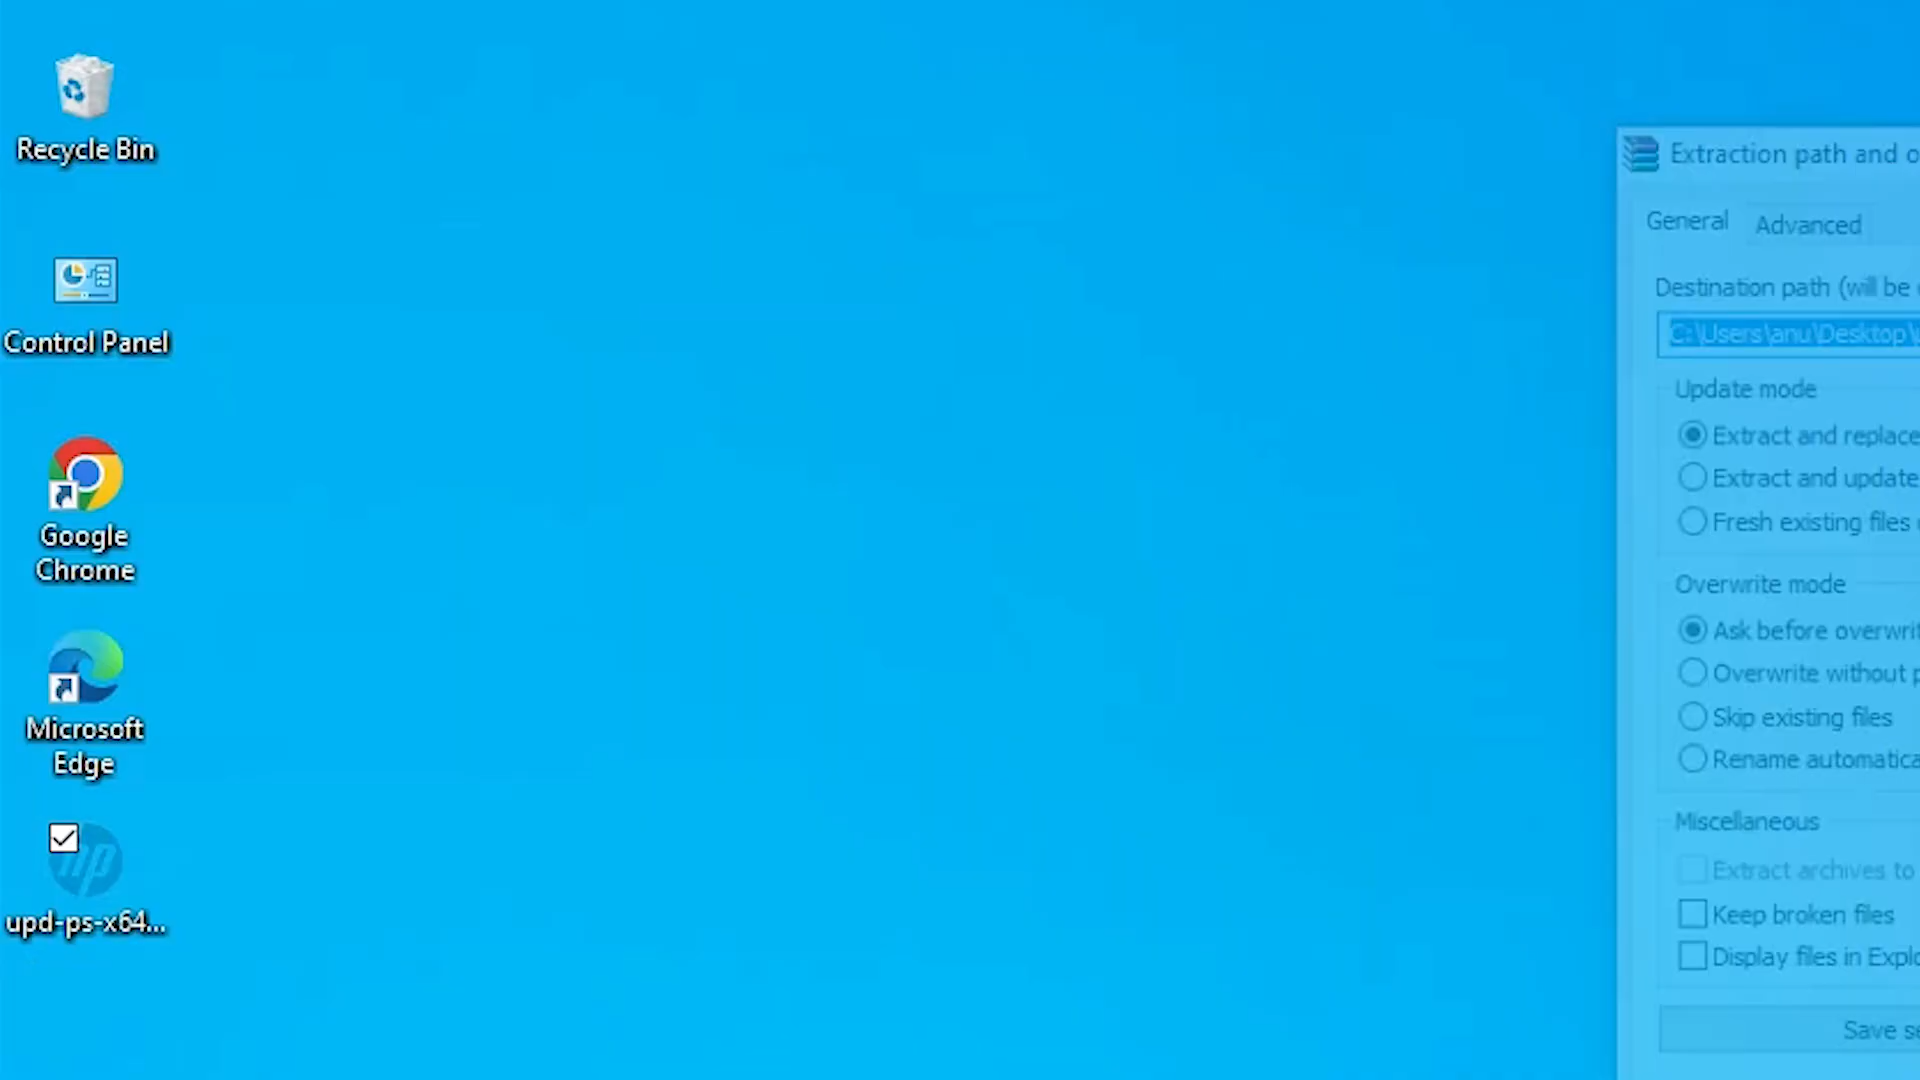 Recycle Bin
Control Panel
Google
Chrome
Microsoft
Edge
hp
upd-ps-x64...
Extraction path and o
General
Advanced
Destination path (will be
C:\Users\anu\Desktop\
Update mode
Extract and replace
Extract and update
Fresh existing files
Overwrite mode
Ask before overwrit
Overwrite without p
Skip existing files
Rename automatica
Miscellaneous
Extract archives to
Keep broken files
Display files in Explo
Save se